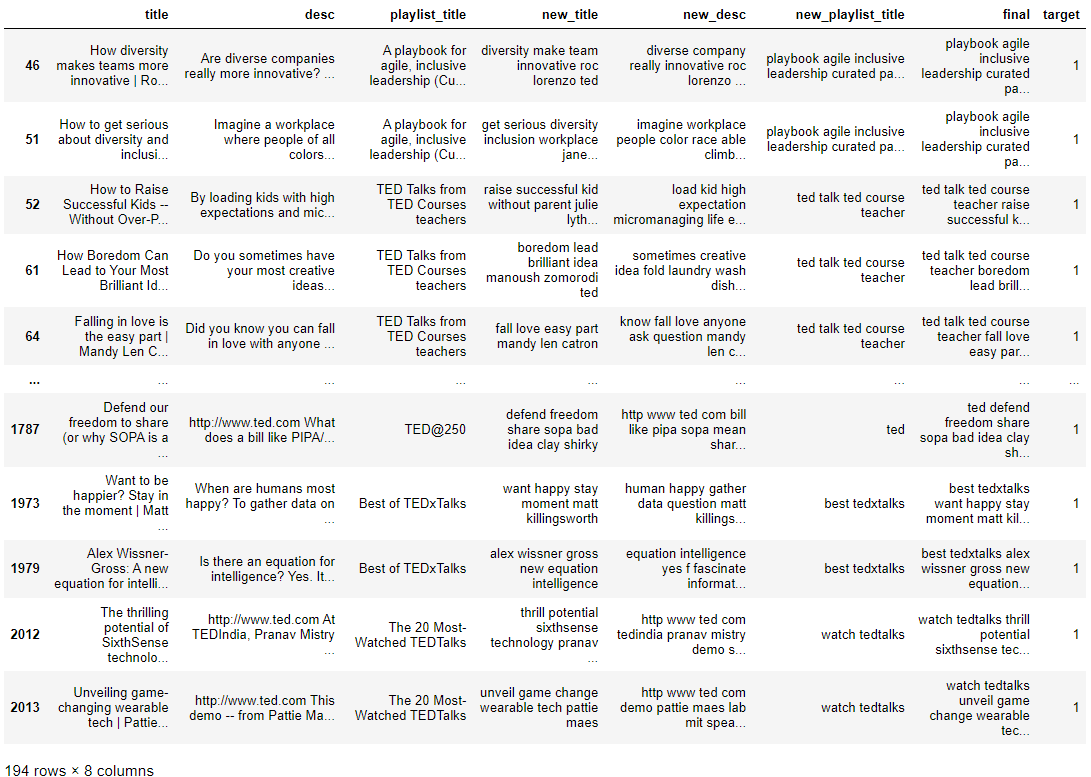 title desc playlist_title new_title new_desc new_playlist_title final target
46 How diversity makes teams more innovative | Ro... Are diverse companies really more innovative? ... A playbook for agile, inclusive leadership (Cu... diversity make team innovative roc lorenzo ted diverse company really innovative roc lorenzo ... playbook agile inclusive leadership curated pa... playbook agile inclusive leadership curated pa... 1
51 How to get serious about diversity and inclusi... Imagine a workplace where people of all colors... A playbook for agile, inclusive leadership (Cu... get serious diversity inclusion workplace jane... imagine workplace people color race able climb... playbook agile inclusive leadership curated pa... playbook agile inclusive leadership curated pa... 1
52 How to Raise Successful Kids -- Without Over-P... By loading kids with high expectations and mic... TED Talks from TED Courses teachers raise successful kid without parent julie lyth... load kid high expectation micromanaging life e... ted talk ted course teacher ted talk ted course teacher raise successful k... 1
61 How Boredom Can Lead to Your Most Brilliant Id... Do you sometimes have your most creative ideas... TED Talks from TED Courses teachers boredom lead brilliant idea manoush zomorodi ted sometimes creative idea fold laundry wash dish... ted talk ted course teacher ted talk ted course teacher boredom lead brill... 1
64 Falling in love is the easy part | Mandy Len C... Did you know you can fall in love with anyone ... TED Talks from TED Courses teachers fall love easy part mandy len catron know fall love anyone ask question mandy len c... ted talk ted course teacher ted talk ted course teacher fall love easy par... 1
... ... ... ... ... ... ... ... ...
1787 Defend our freedom to share (or why SOPA is a ... http://www.ted.com What does a bill like PIPA/... TED@250 defend freedom share sopa bad idea clay shirky http www ted com bill like pipa sopa mean shar... ted ted defend freedom share sopa bad idea clay sh... 1
1973 Want to be happier? Stay in the moment | Matt ... When are humans most happy? To gather data on ... Best of TEDxTalks want happy stay moment matt killingsworth human happy gather data question matt killings... best tedxtalks best tedxtalks want happy stay moment matt kil... 1
1979 Alex Wissner-Gross: A new equation for intelli... Is there an equation for intelligence? Yes. It... Best of TEDxTalks alex wissner gross new equation intelligence equation intelligence yes f fascinate informat... best tedxtalks best tedxtalks alex wissner gross new equation... 1
2012 The thrilling potential of SixthSense technolo... http://www.ted.com At TEDIndia, Pranav Mistry ... The 20 Most-Watched TEDTalks thrill potential sixthsense technology pranav ... http www ted com tedindia pranav mistry demo s... watch tedtalks watch tedtalks thrill potential sixthsense tec... 1
2013 Unveiling game-changing wearable tech | Pattie... http://www.ted.com This demo -- from Pattie Ma... The 20 Most-Watched TEDTalks unveil game change wearable tech pattie maes http www ted com demo pattie maes lab mit spea... watch tedtalks watch tedtalks unveil game change wearable tec... 1
194 rows × 8 columns